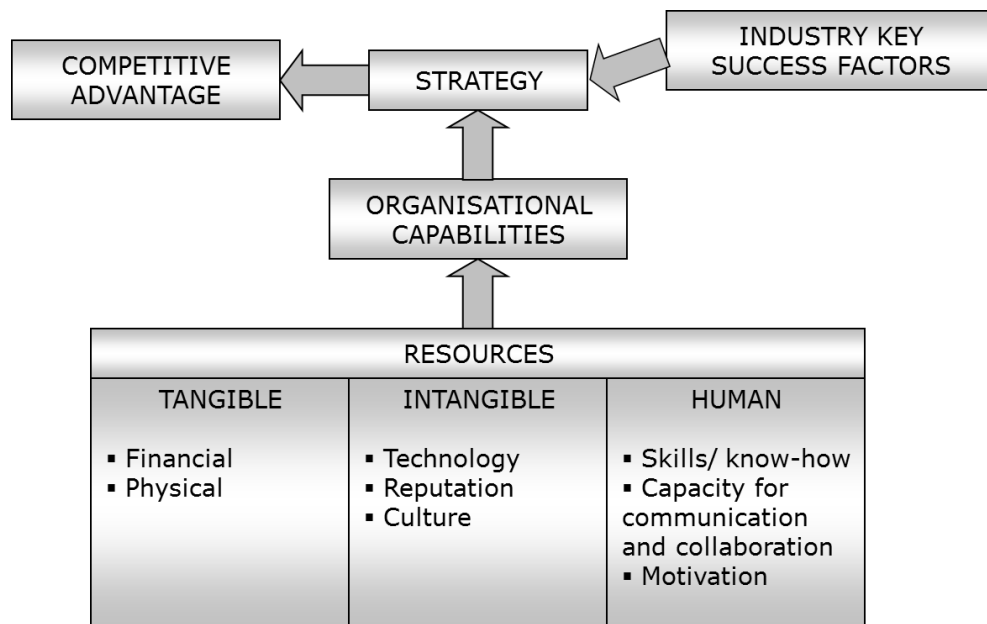 INDUSTRY KEY
SUCCESS FACTORS
COMPETITIVE
ADVANTAGE
STRATEGY
ORGANISATIONAL
CAPABILITIES
RESOURCES
TANGIBLE
▪ Financial
▪ Physical
INTANGIBLE
▪ Technology
▪ Reputation
▪ Culture
HUMAN
▪ Skills/ know-how
▪ Capacity for
communication
and collaboration
▪ Motivation